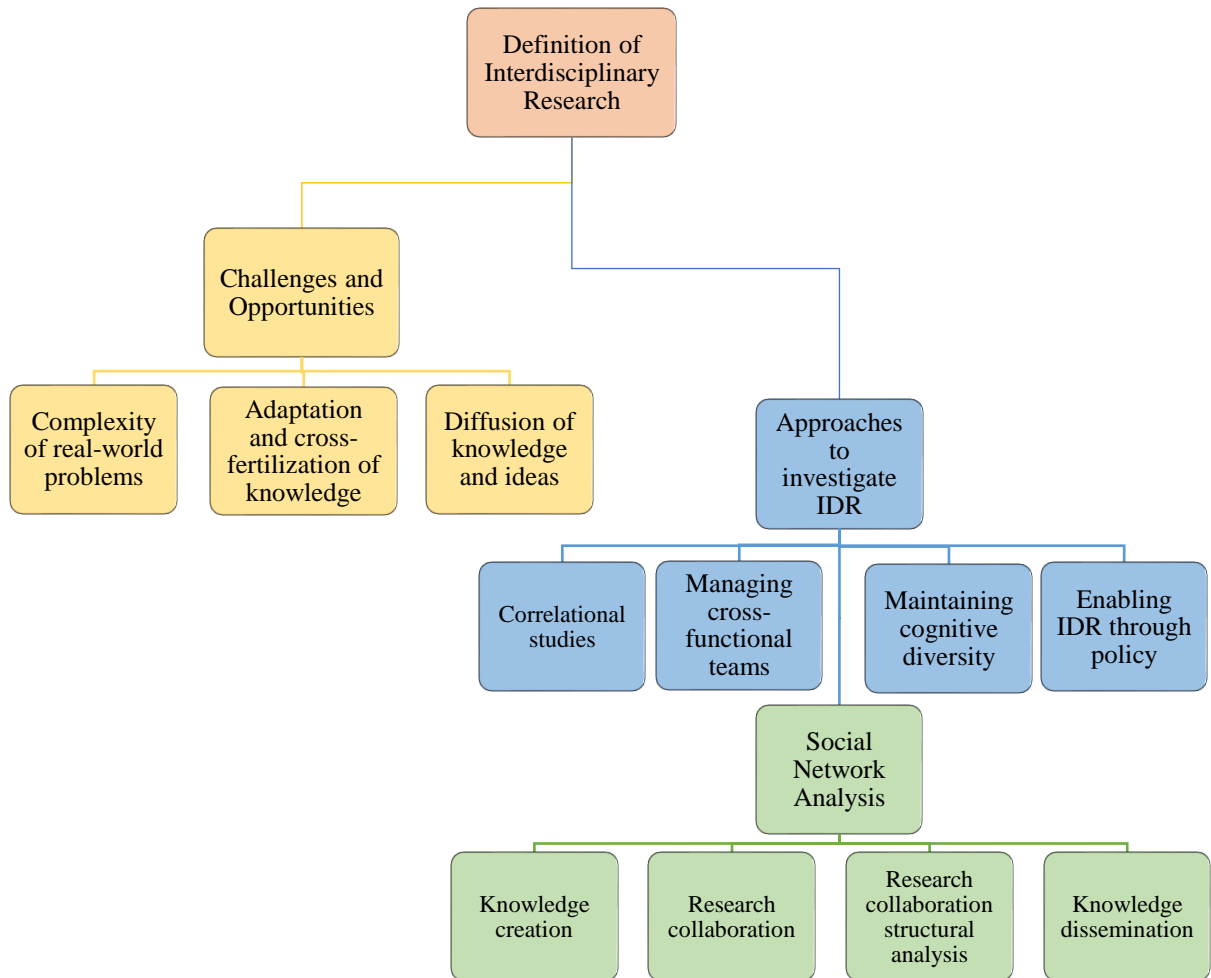 Definition of
Interdisciplinary
Research
Challenges and
Opportunities
Complexity
of real-world
problems
Adaptation
and cross-
fertilization of
knowledge
Diffusion of
knowledge
and ideas
Approaches
to
investigate
IDR
Correlational
studies
Managing
cross-
functional
teams
Maintaining
cognitive
diversity
Enabling
IDR through
policy
Social
Network
Analysis
Knowledge
creation
Research
collaboration
Research
collaboration
structural
analysis
Knowledge
dissemination